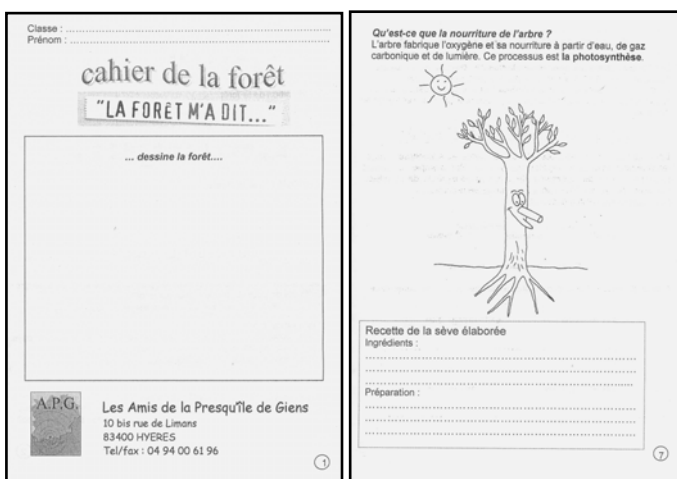 Classe : ..........................................................................
Prénom : ........................................................................
cahier de la forêt
"LA FORÊT M'A DIT..."
... dessine la forêt....
A.P.G.
Les Amis de la Presqu'île de Giens
10 bis rue de Limans
83400 HYERES
Tel/fax : 04 94 00 61 96
1
Qu'est-ce que la nourriture de l'arbre ?
L'arbre fabrique l'oxygène et sa nourriture à partir d'eau, de gaz
carbonique et de lumière. Ce processus est la photosynthèse.
Recette de la sève élaborée
Ingrédients :
..........................................................................
..........................................................................
..........................................................................
Préparation :
..........................................................................
..........................................................................
..........................................................................
7